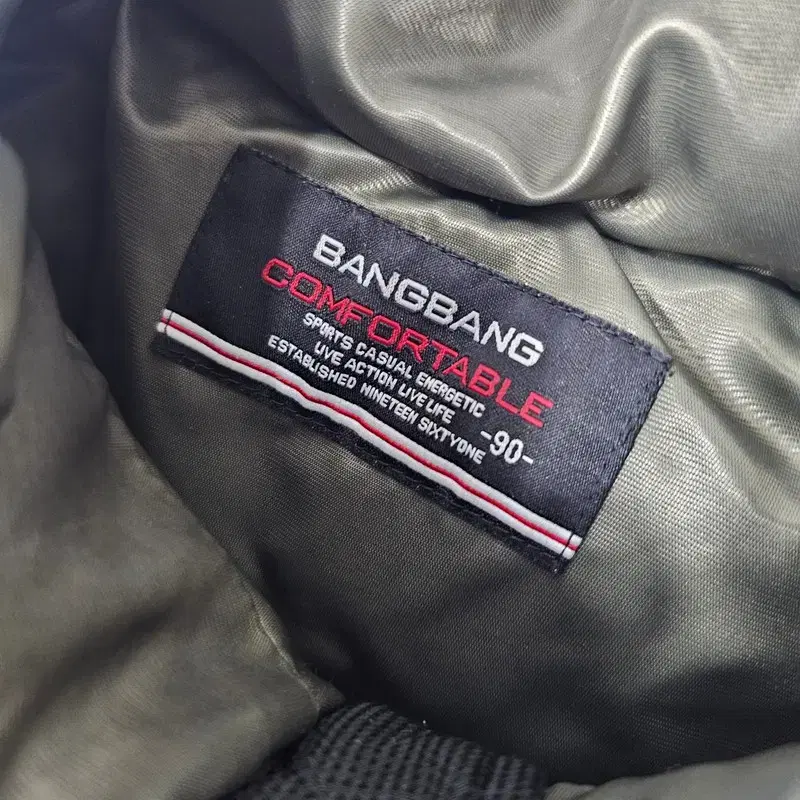 BANGBANG
COMFORTABLE
SPORTS CASUAL ENERGETIC
LIVE ACTION LIVE LIFE
ESTABLISHED NINETEEN SIXTYONE
-90-